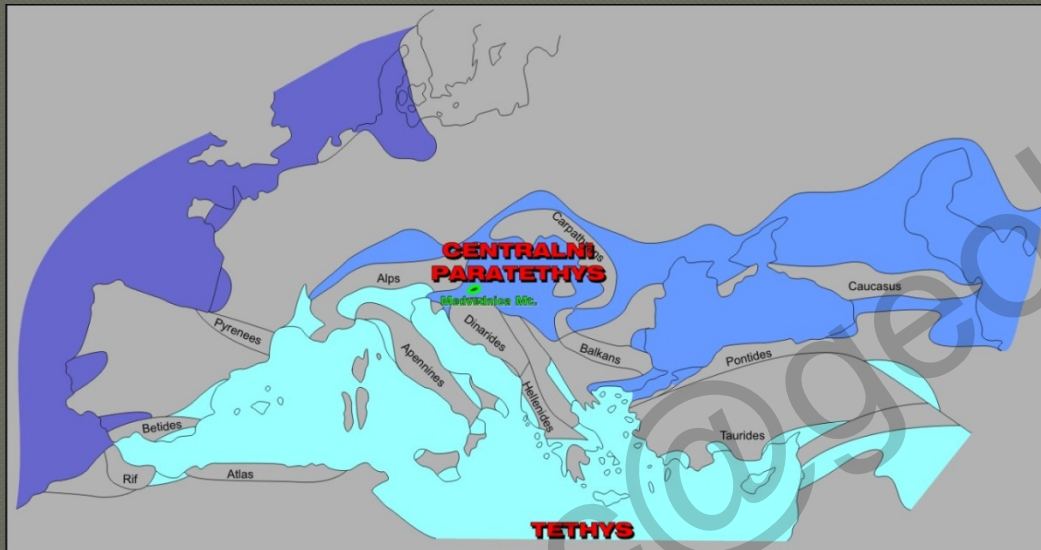 Carpathians
CENTRALNI
PARATETHYS
Alps
Medvednica Mt.
Caucasus
Pyrenees
Dinarides
Apennines
Balkans
Pontides
Hellenides
Betides
Taurides
Rif
Atlas
TETHYS